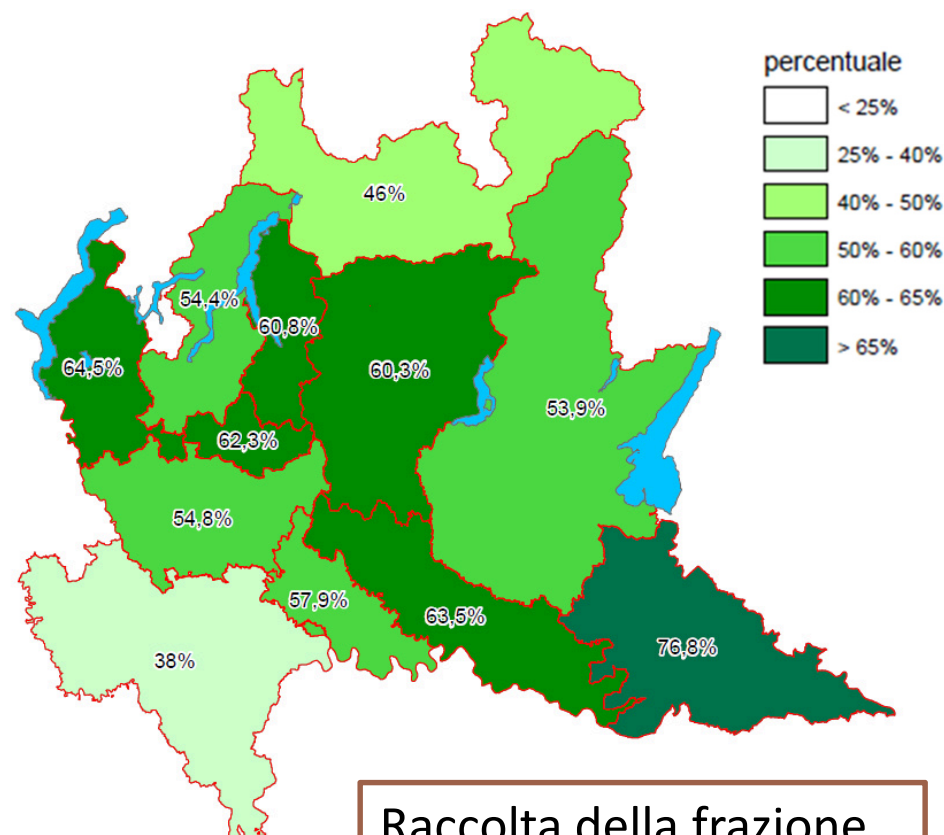 percentuale
< 25%
25% - 40%
40% - 50%
50% - 60%
60% - 65%
> 65%
46%
54,4%
60,8%
64,5%
60,3%
53,9%
62,3%
54,8%
57,9%
63,5%
76,8%
38%
Raccolta della frazione